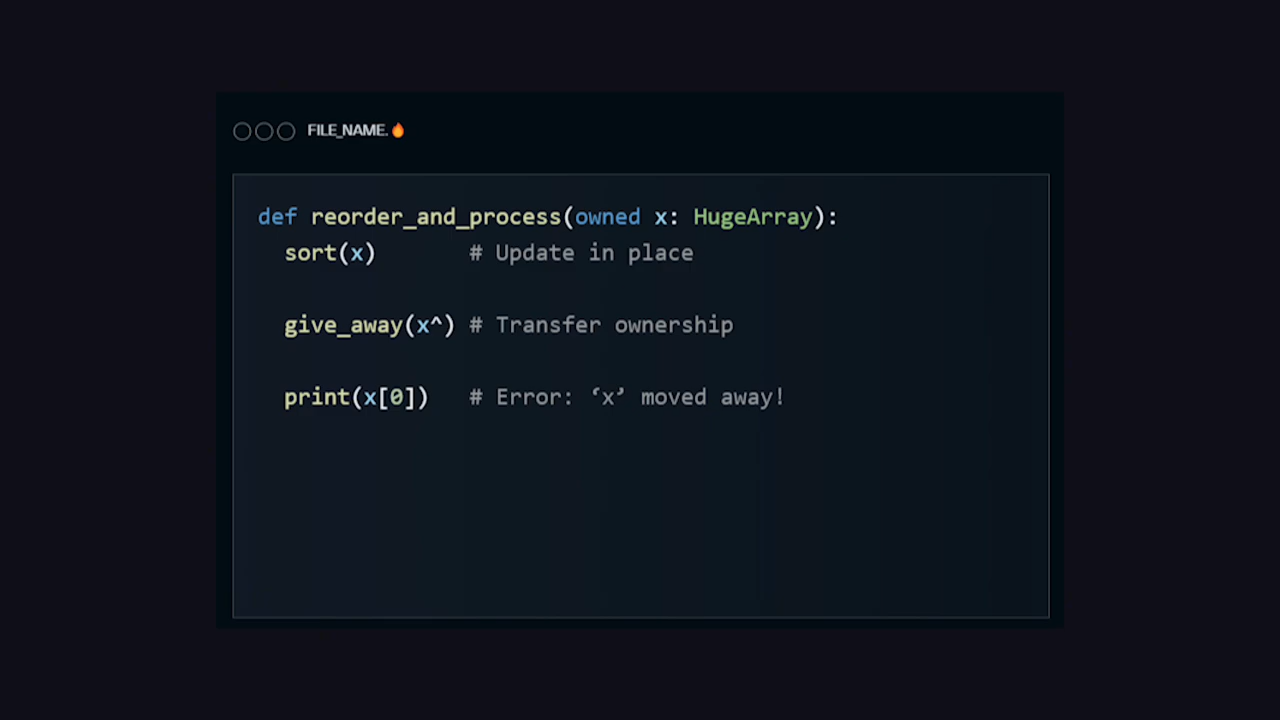 FILE_NAME.🔥
def reorder_and_process(owned x: HugeArray):
sort(x) # Update in place
give_away(x^) # Transfer ownership
print(x[0]) # Error: ‘x’ moved away!